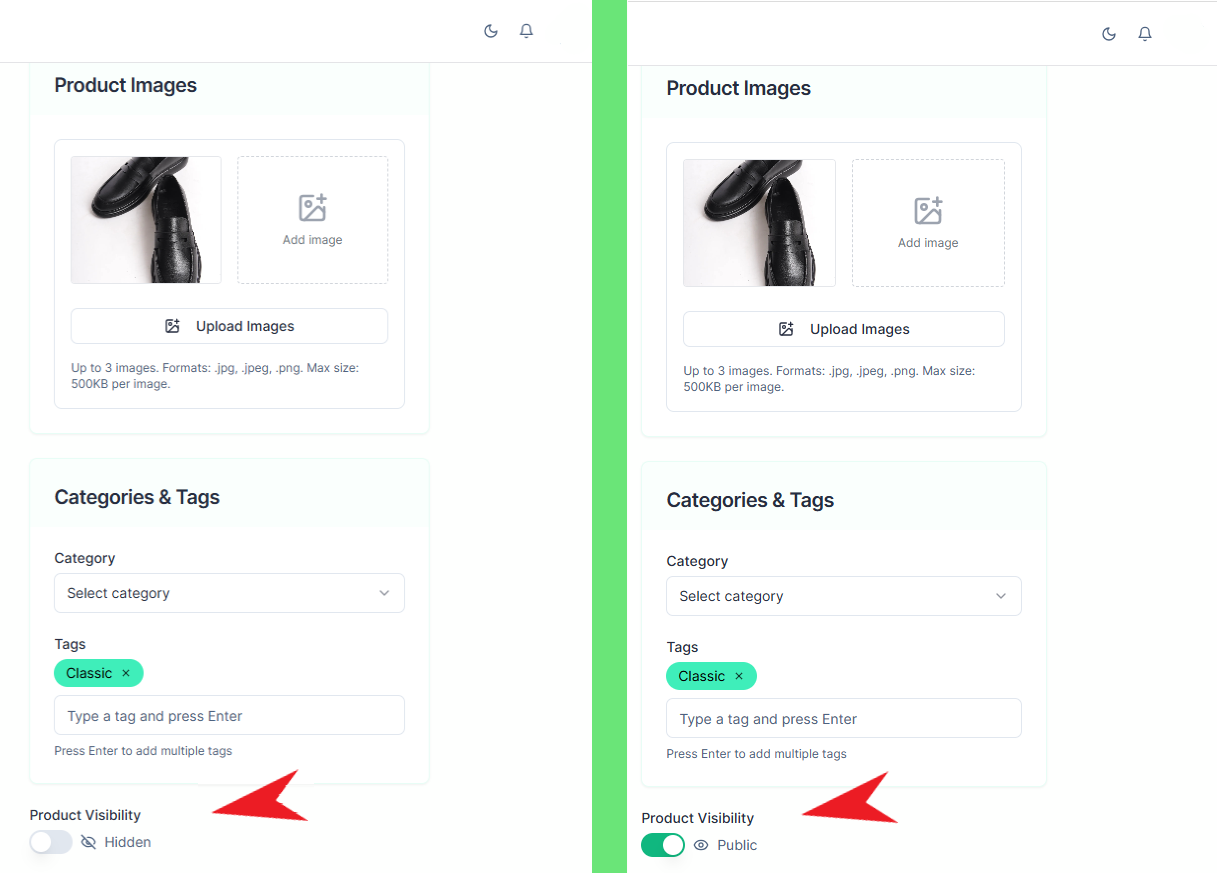 Product Images
Add image
Upload Images
Up to 3 images. Formats: .jpg, .jpeg, .png. Max size:
500KB per image.
Categories & Tags
Category
Select category
Tags
Classic ×
Type a tag and press Enter
Press Enter to add multiple tags
Product Visibility
Hidden
Product Images
Add image
Upload Images
Up to 3 images. Formats: .jpg, .jpeg, .png. Max size:
500KB per image.
Categories & Tags
Category
Select category
Tags
Classic ×
Type a tag and press Enter
Press Enter to add multiple tags
Product Visibility
Public